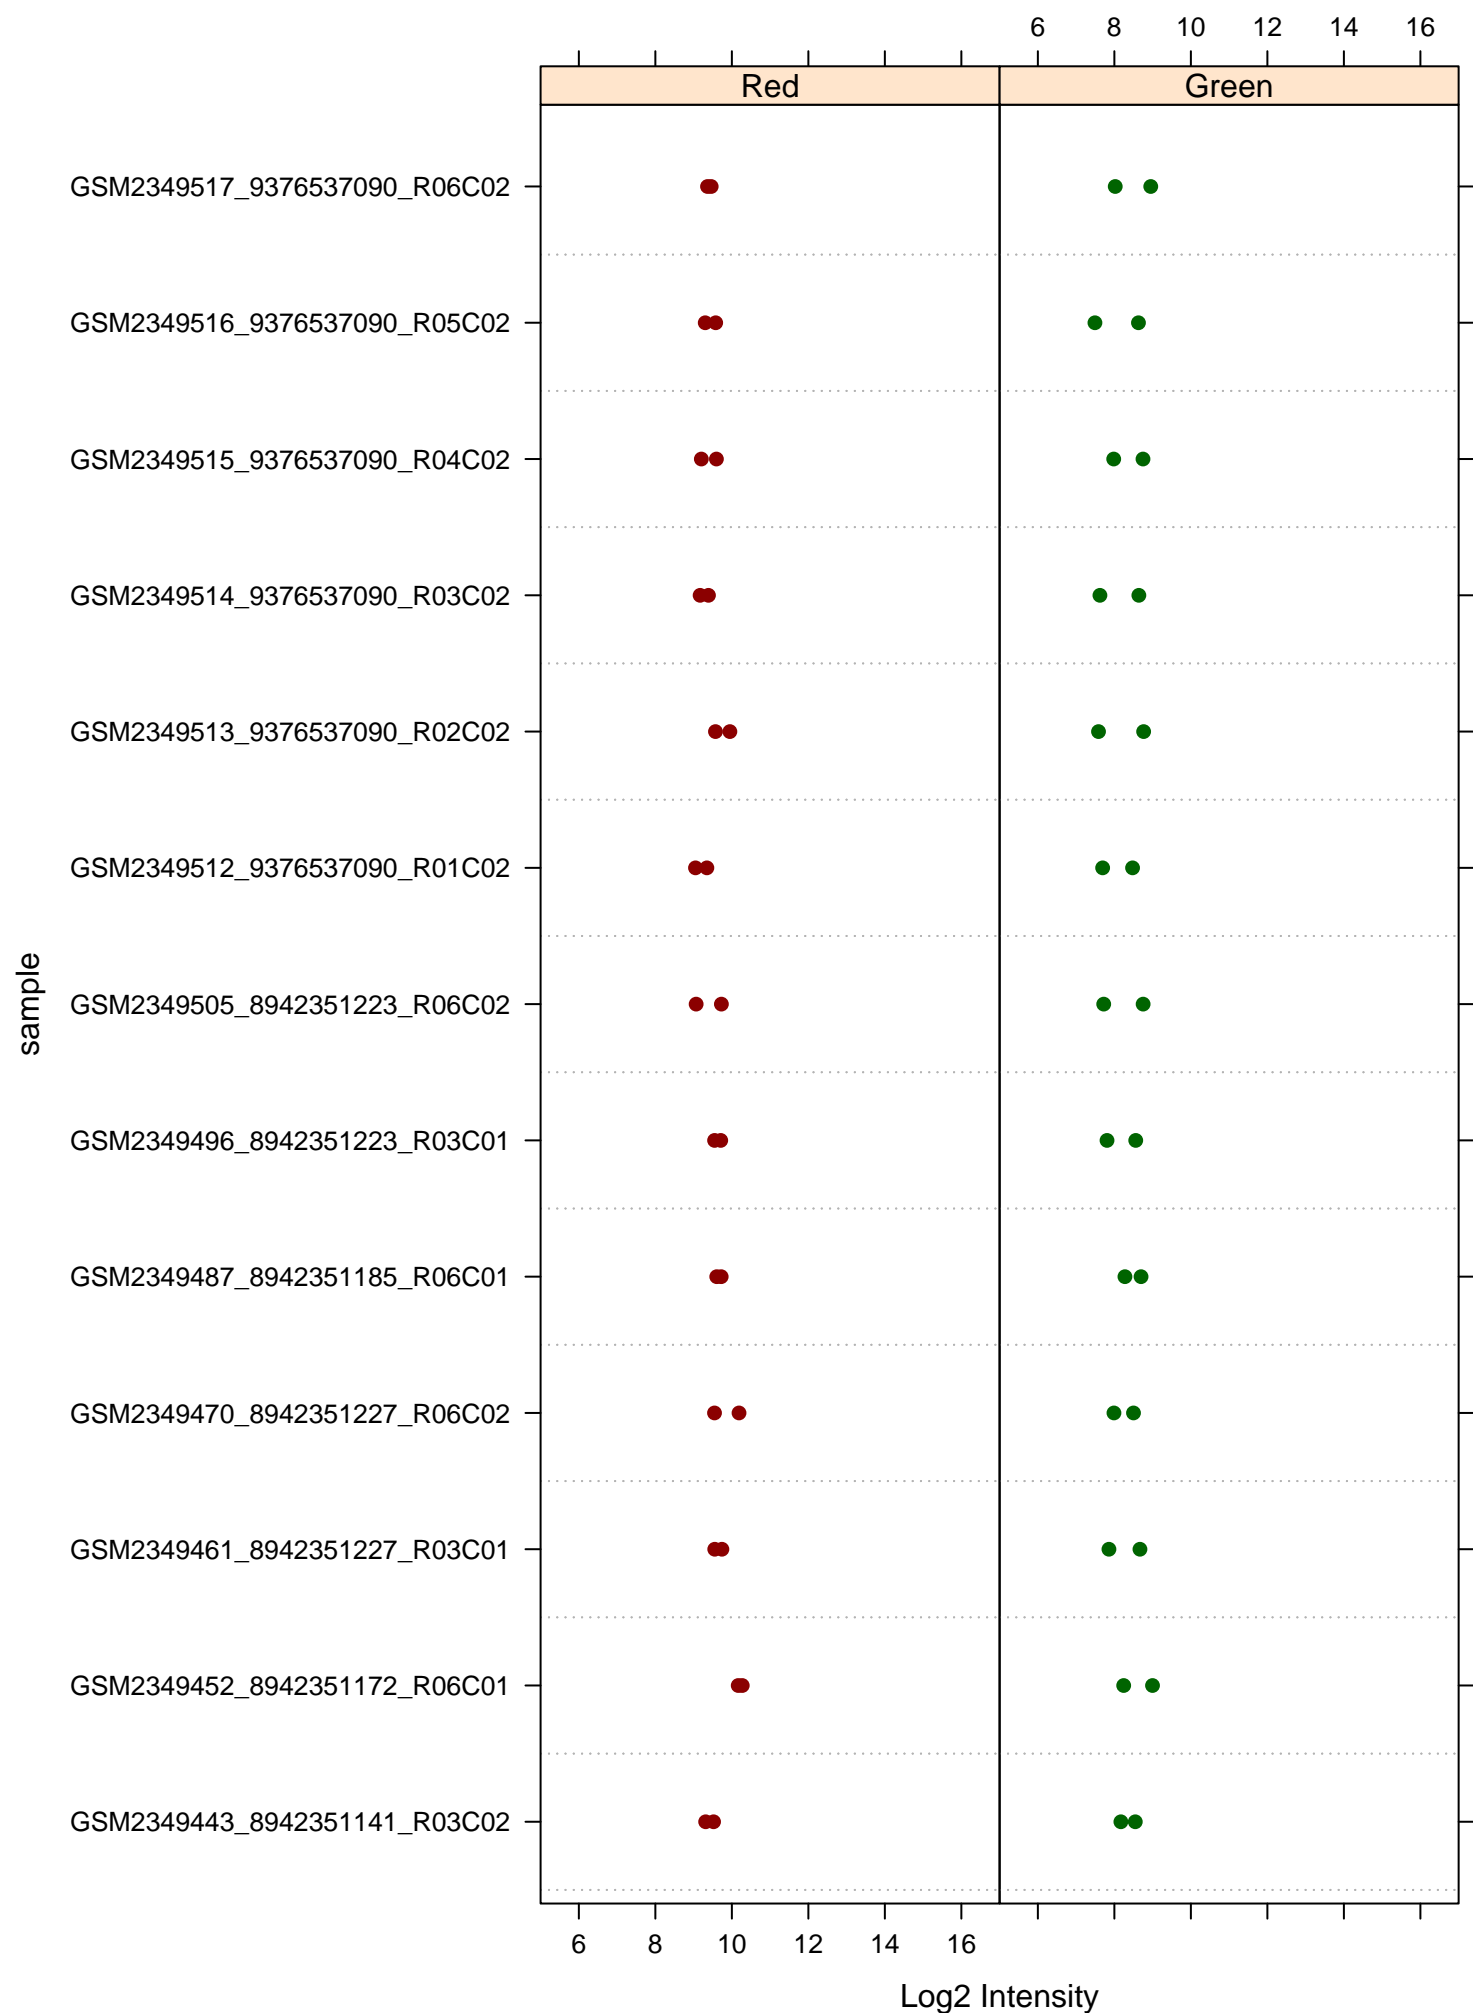 6 8 10 12 14 16
Red Green
GSM2349517_9376537090_R06C02
GSM2349516_9376537090_R05C02
GSM2349515_9376537090_R04C02
GSM2349514_9376537090_R03C02
GSM2349513_9376537090_R02C02
GSM2349512_9376537090_R01C02
sample
GSM2349505_8942351223_R06C02
GSM2349496_8942351223_R03C01
GSM2349487_8942351185_R06C01
GSM2349470_8942351227_R06C02
GSM2349461_8942351227_R03C01
GSM2349452_8942351172_R06C01
GSM2349443_8942351141_R03C02
6 8 10 12 14 16
Log2 Intensity